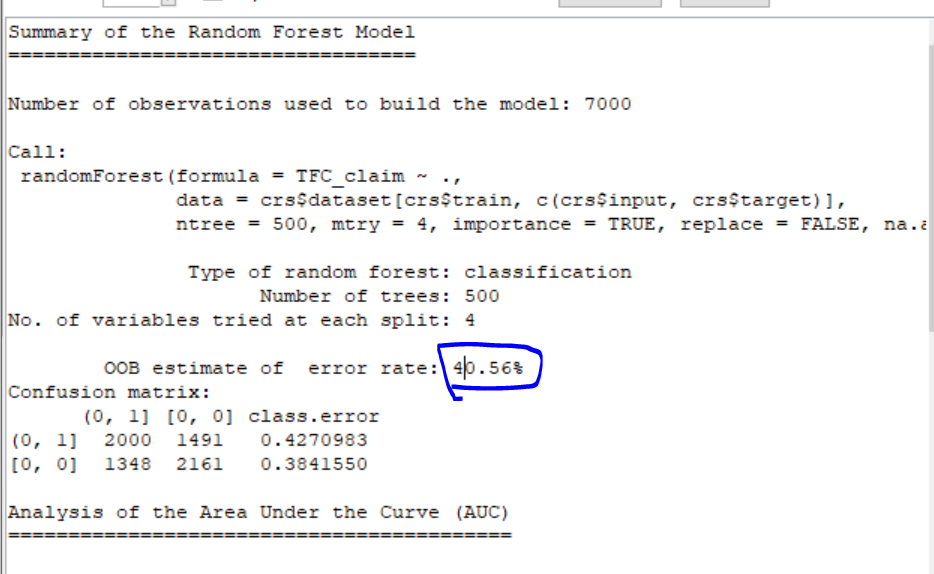 Summary of the Random Forest Model
==================================
Number of observations used to build the model: 7000
Call:
randomForest(formula = TFC_claim ~ .,
data = crs$dataset[crs$train, c(crs$input, crs$target)],
ntree = 500, mtry = 4, importance = TRUE, replace = FALSE, na.a
Type of random forest: classification
Number of trees: 500
No. of variables tried at each split: 4
OOB estimate of  error rate: 40.56%
Confusion matrix:
(0, 1] [0, 0] class.error
(0, 1]  2000  1491   0.4270983
[0, 0]  1348  2161   0.3841550
Analysis of the Area Under the Curve (AUC)
==========================================